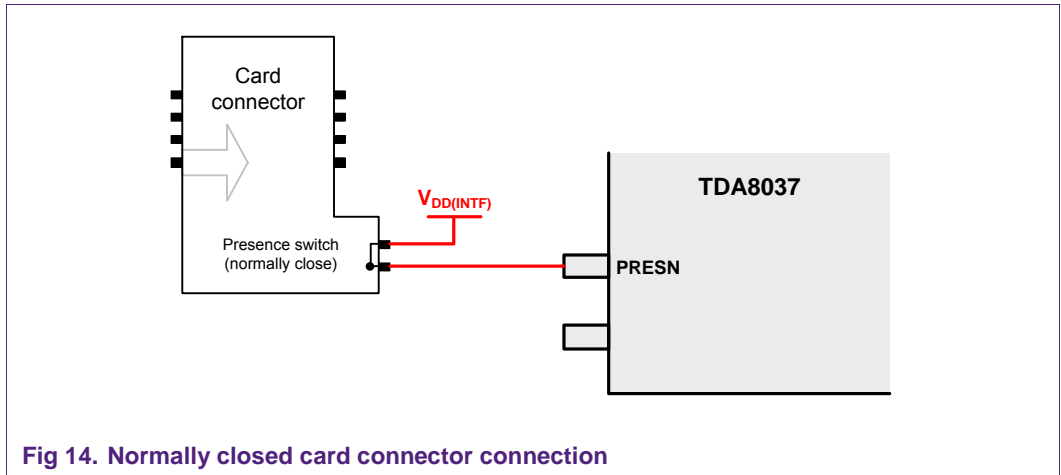 Card
connector
TDA8037
VDD(INTF)
Presence switch
(normally close)
PRESN
Fig 14. Normally closed card connector connection